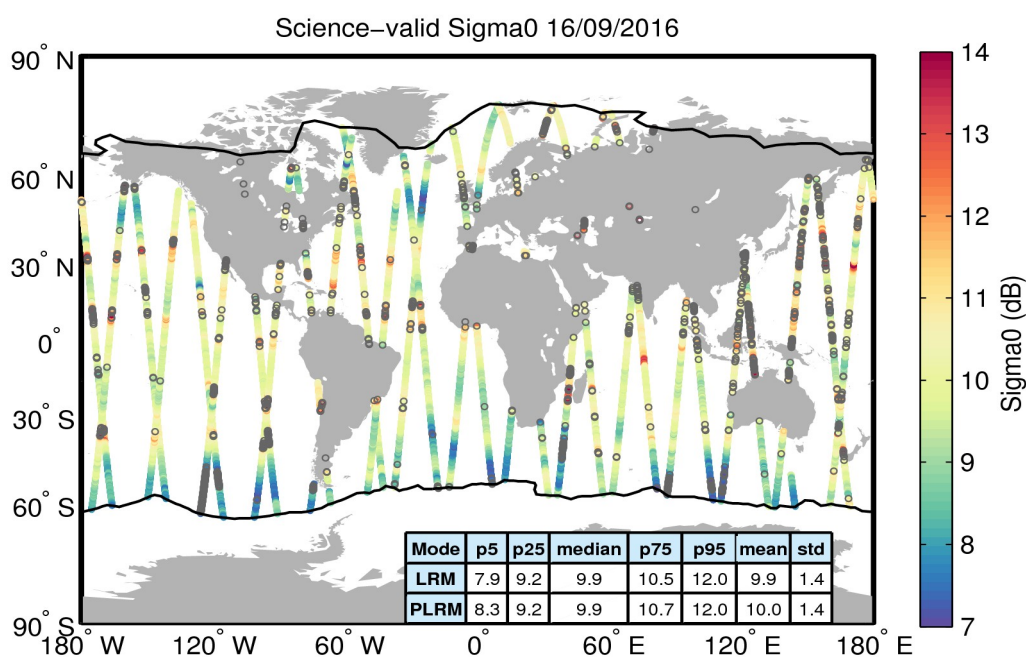 Science−valid Sigma0 16/09/2016
90° N
60° N
30° N
0°
30° S
60° S
90° S
180° W
120° W
60° W
0°
60° E
120° E
180° E
14
13
12
11
10
9
8
7
Sigma0 (dB)
Mode p5 p25 median p75 p95 mean std
LRM 7.9 9.2 9.9 10.5 12.0 9.9 1.4
PLRM 8.3 9.2 9.9 10.7 12.0 10.0 1.4